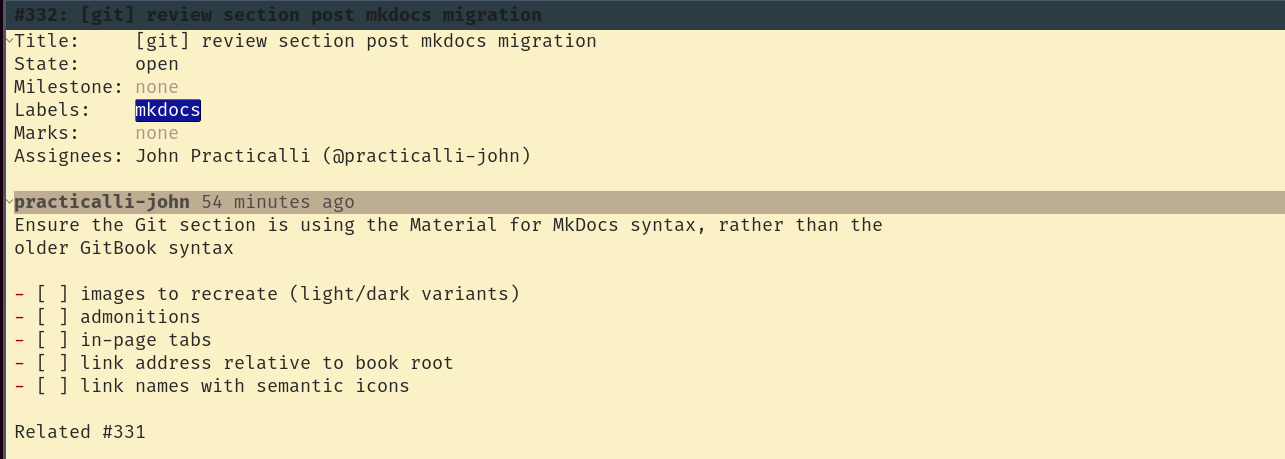 #332: [git] review section post mkdocs migration
Title: [git] review section post mkdocs migration
State: open
Milestone: none
Labels: mkdocs
Marks: none
Assignees: John Practicalli (@practicalli-john)
practicalli-john 54 minutes ago
Ensure the Git section is using the Material for MkDocs syntax, rather than the
older GitBook syntax
- [ ] images to recreate (light/dark variants)
- [ ] admonitions
- [ ] in-page tabs
- [ ] link address relative to book root
- [ ] link names with semantic icons
Related #331